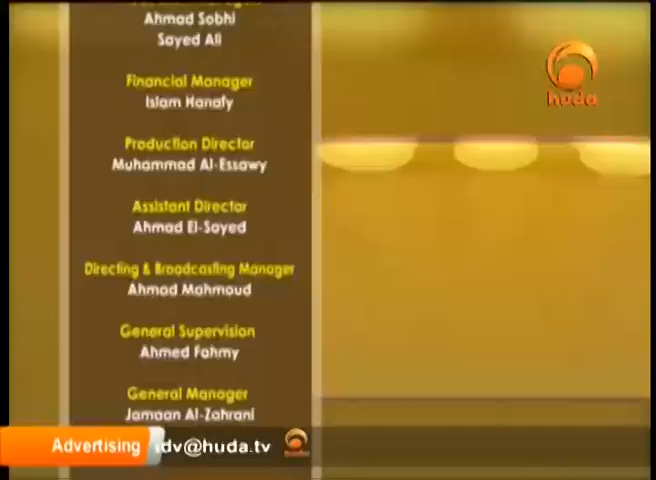 Ahmad Sobhi
Sayed Ali
Financial Manager
Islam Hanafy
Production Director
Muhammad Al-Essawy
Assistant Director
Ahmad El-Sayed
Directing & Broadcasting Manager
Ahmad Mahmoud
General Supervision
Ahmed Fahmy
General Manager
Jamaan Al-Zahrani
Advertising
adv@huda.tv
huda